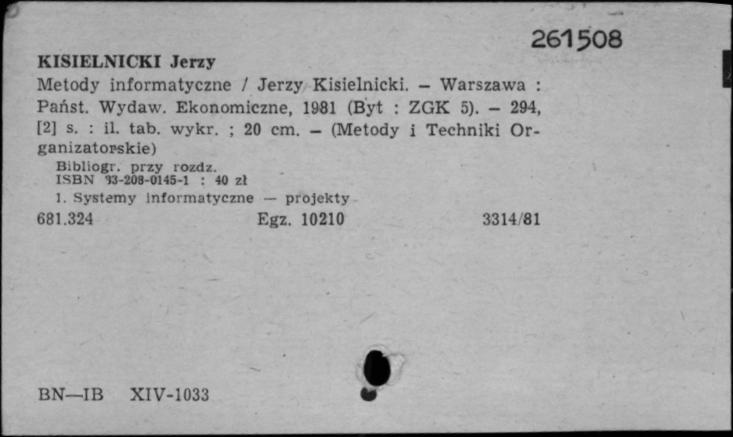 261508
KISIELNICKI Jerzy
Metody informatyczne / Jerzy Kisielnicki. — Warszawa :
Państ. Wydaw. Ekonomiczne, 1981 (Byt : ZGK 5). — 294,
[2] s. : il. tab. wykr. ; 20 cm. — (Metody i Techniki Or-
ganizatorskie)
Bibliogr. przy rozdz.
ISBN 93-208-0145-1 : 40 zł
1. Systemy informatyczne — projekty
681.324 Egz. 10210 3314/81
BN—IB XIV-1033